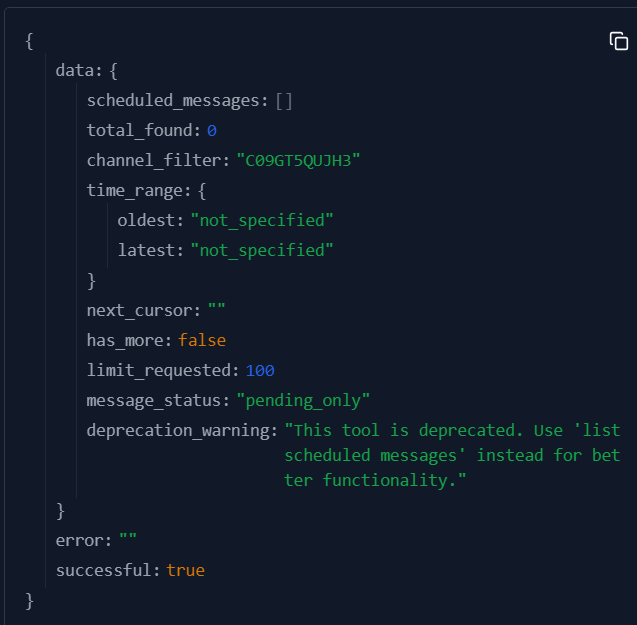 {
data: {
scheduled_messages: []
total_found: 0
channel_filter: "C09GT5QUJH3"
time_range: {
oldest: "not_specified"
latest: "not_specified"
}
next_cursor: ""
has_more: false
limit_requested: 100
message_status: "pending_only"
deprecation_warning: "This tool is deprecated. Use 'list
scheduled messages' instead for bet
ter functionality."
}
error: ""
successful: true
}